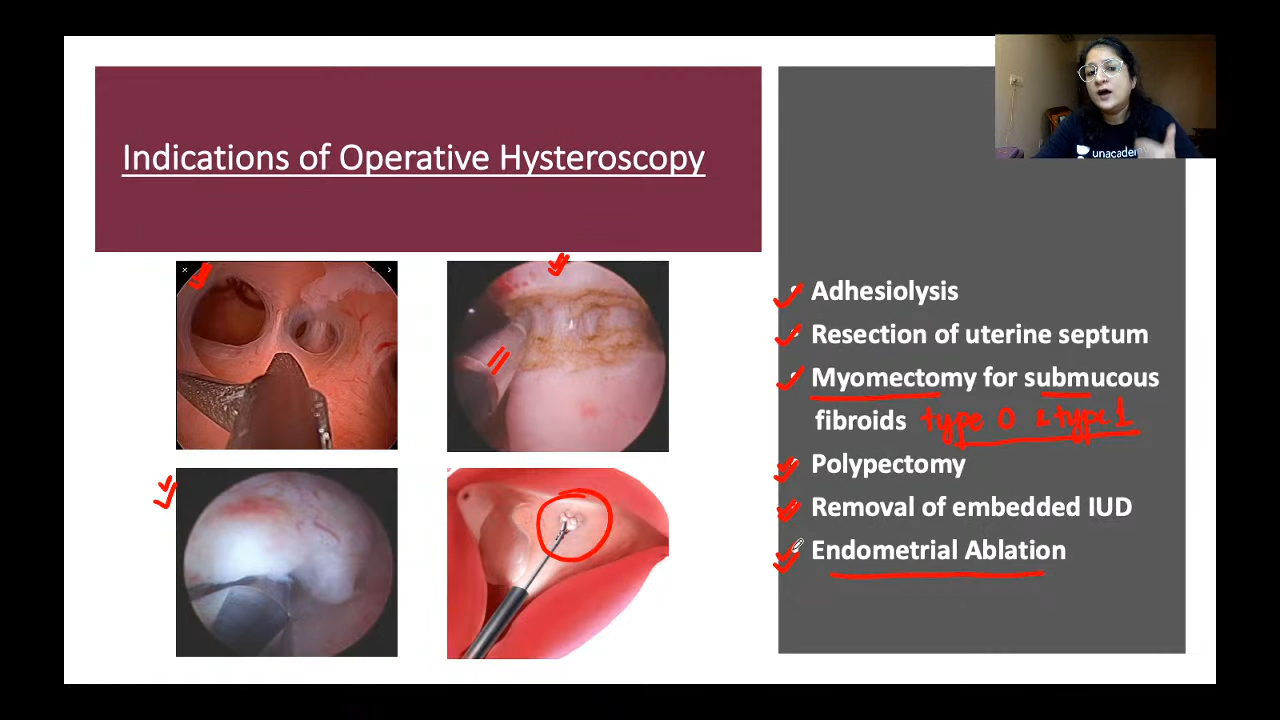 Indications of Operative Hysteroscopy
unacadem
Adhesiolysis
Resection of uterine septum
Myomectomy for submucous
fibroids type 0 & type 1
Polypectomy
Removal of embedded IUD
Endometrial Ablation